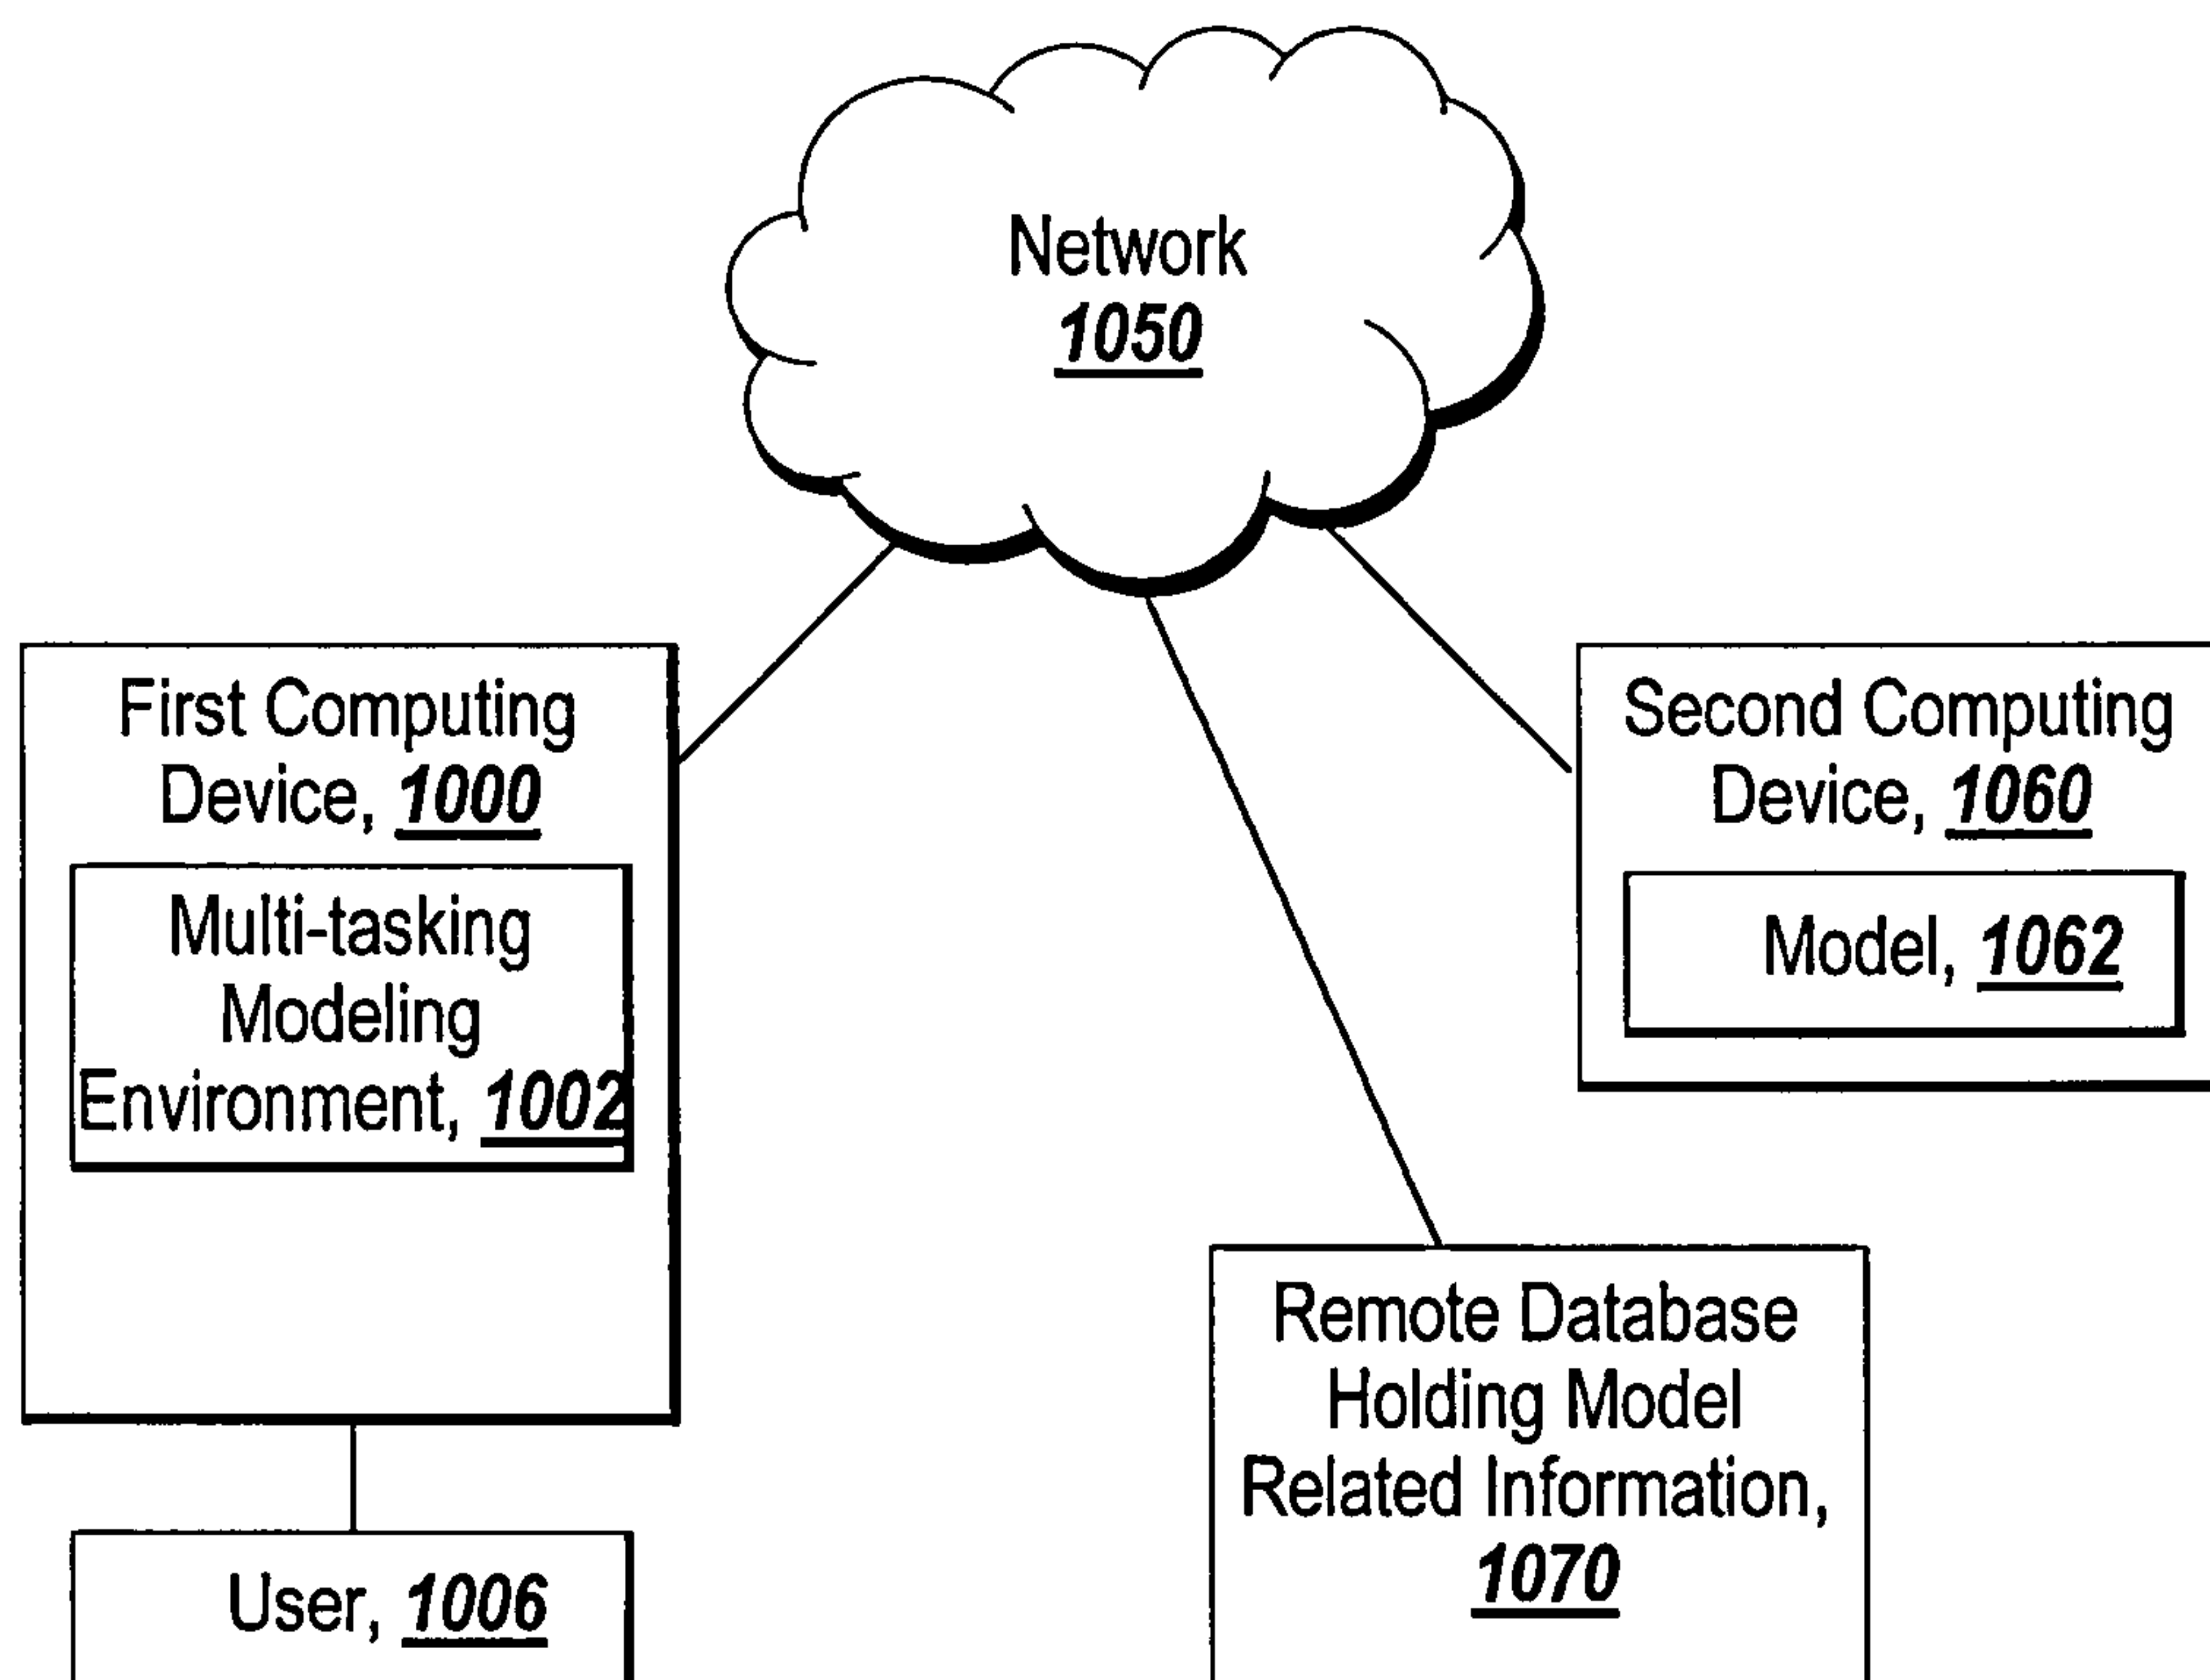 Network
1050
First Computing
Device, 1000
Multi-tasking
Modeling
Environment, 1002
Second Computing
Device, 1060
Model, 1062
Remote Database
Holding Model
Related Information,
1070
User, 1006